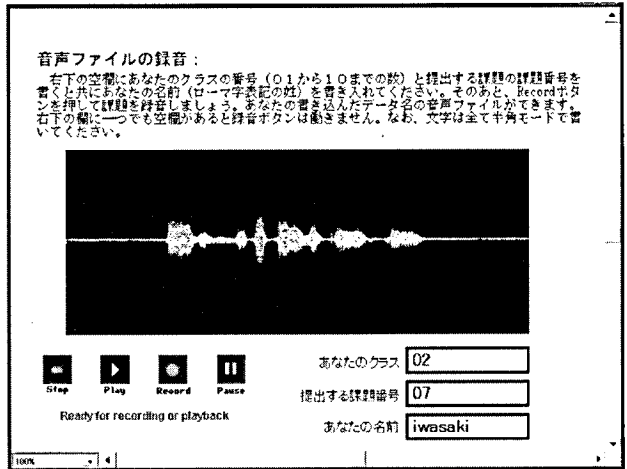 音声ファイルの録音:
右下の空欄にあなたのクラスの番号(01から10までの数)と提出する課題の課題番号を
書くと共にあなたの名前(ローマ字表記の姓)を書き入れてください。そのあと、Recordボタ
ンを押して課題を録音しましょう。あなたの書き込んだデータ名の音声ファイルができます。
右下の欄に一つでも空欄があると録音ボタンは働きません。なお、文字は全て半角モードで書
いてください。
あなたのクラス 02
Stop Play Record Pause
提出する課題番号 07
Ready for recording or playback
あなたの名前 iwasaki
100%